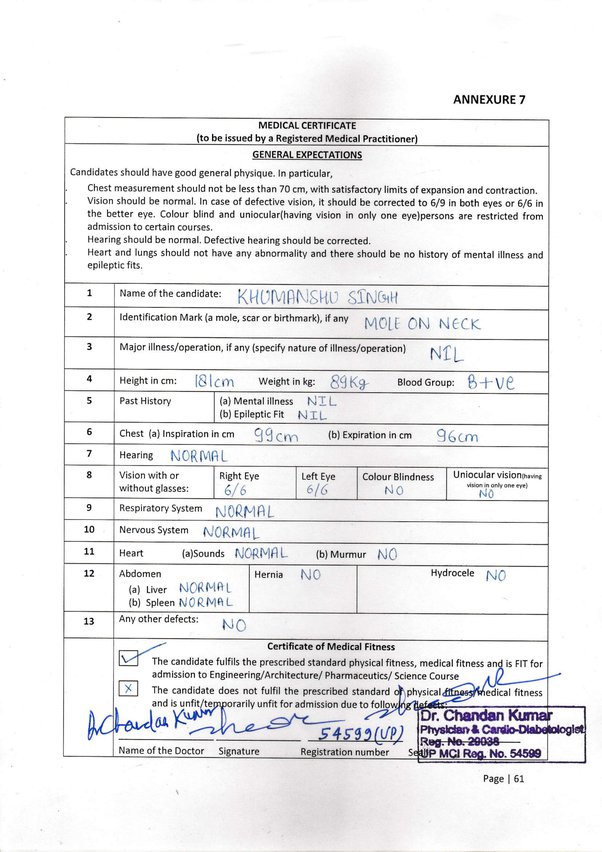 ANNEXURE 7
MEDICAL CERTIFICATE
(to be issued by a Registered Medical Practitioner)
GENERAL EXPECTATIONS
Candidates should have good general physique. In particular,
Chest measurement should not be less than 70 cm, with satisfactory limits of expansion and contraction.
Vision should be normal. In case of defective vision, it should be corrected to 6/9 in both eyes or 6/6 in
the better eye. Colour blind and uniocular(having vision in only one eye)persons are restricted from
admission to certain courses.
Hearing should be normal. Defective hearing should be corrected.
Heart and lungs should not have any abnormality and there should be no history of mental illness and
epileptic fits.
1 Name of the candidate: KHUMANSHU SINGH
2 Identification Mark (a mole, scar or birthmark), if any MOLE ON NECK
3 Major illness/operation, if any (specify nature of illness/operation) NIL
4 Height in cm: 181cm Weight in kg: 89Kg Blood Group: B+ve
5 Past History (a) Mental illness NIL
(b) Epileptic Fit NIL
6 Chest (a) Inspiration in cm 99cm (b) Expiration in cm 96cm
7 Hearing NORMAL
8 Vision with or Right Eye Left Eye Colour Blindness Uniocular vision(having
without glasses: 6/6 6/6 NO vision in only one eye)
NO
9 Respiratory System NORMAL
10 Nervous System NORMAL
11 Heart (a)Sounds NORMAL (b) Murmur NO
12 Abdomen Hernia NO Hydrocele NO
(a) Liver NORMAL
(b) Spleen NORMAL
13 Any other defects: NO
Certificate of Medical Fitness
The candidate fulfils the prescribed standard physical fitness, medical fitness and is FIT for
admission to Engineering/Architecture/ Pharmaceuticals/ Science Course
X The candidate does not fulfil the prescribed standard of physical fitness/medical fitness
and is unfit/temporarily unfit for admission due to following defects:
Dr Chandan Kumar 54599(UP)
Dr. Chandan Kumar
Physician & Cardio-Diabetologist
Reg. No. 29038
UP MCI Reg. No. 54599
Name of the Doctor Signature Registration number
Page | 61